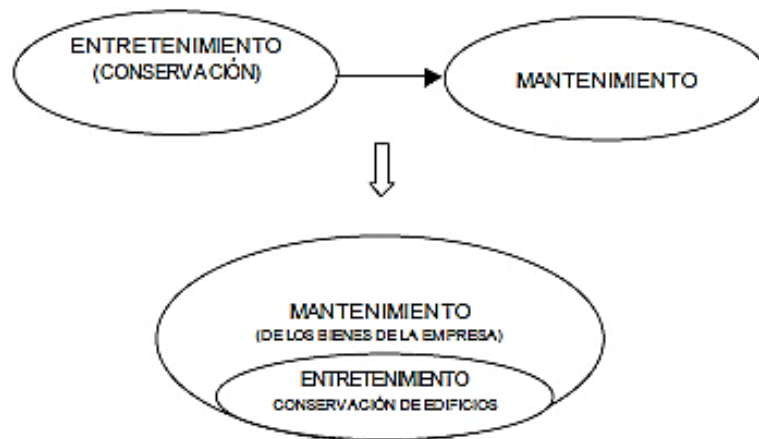 ENTRETENIMIENTO
(CONSERVACIÓN)
MANTENIMIENTO
MANTENIMIENTO
(DE LOS BIENES DE LA EMPRESA)
ENTRETENIMIENTO
CONSERVACIÓN DE EDIFICIOS